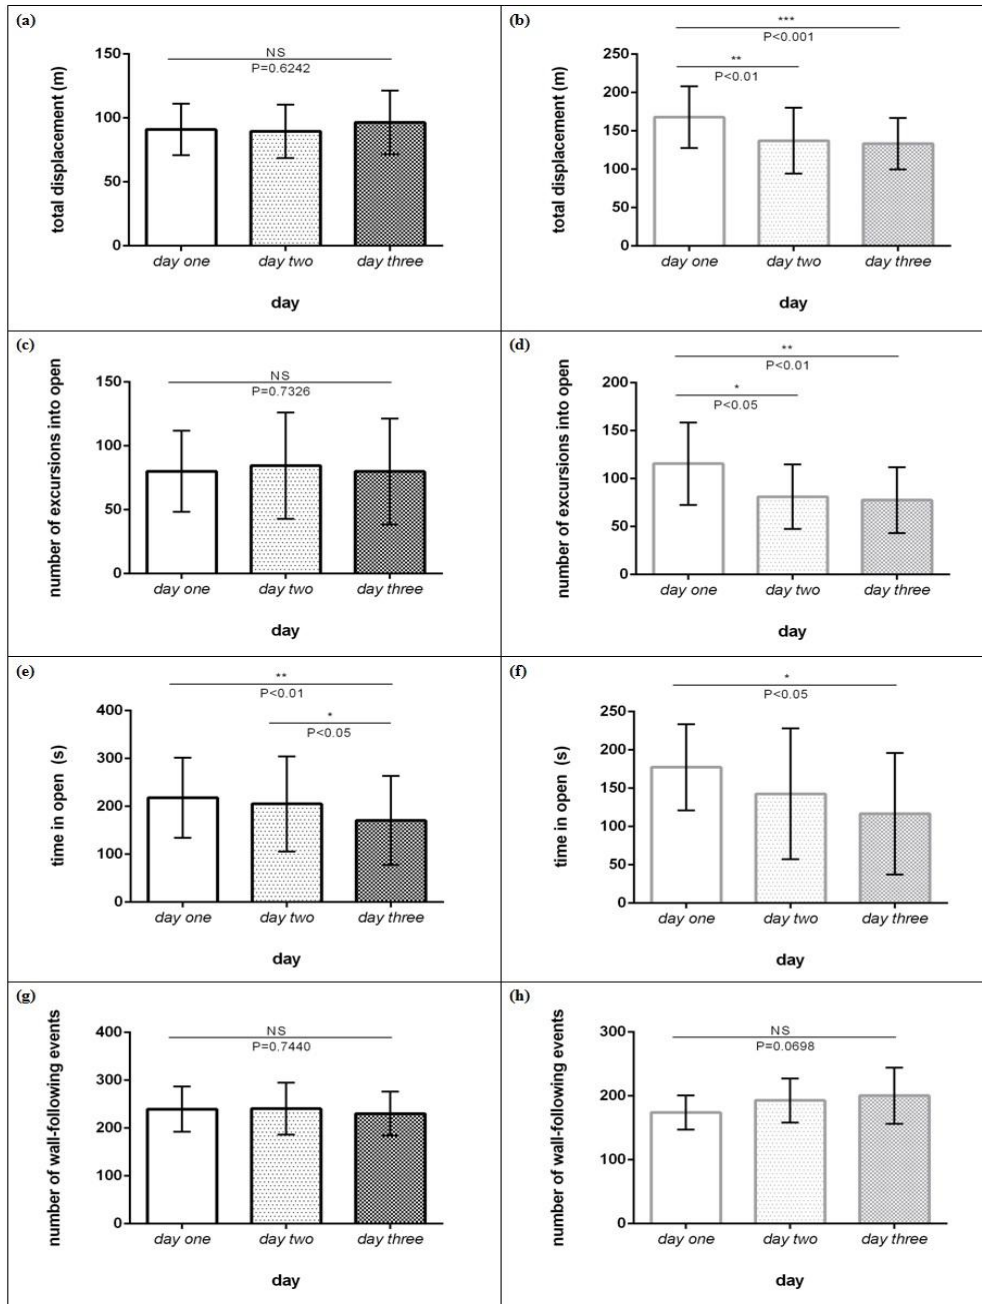 (a)
NS
P=0.6242
total displacement (m)
150
100
50
0
day one
day two
day three
day
(b)
***
P<0.001
**
P<0.01
total displacement (m)
250
200
150
100
50
0
day one
day two
day three
day
(c)
NS
P=0.7326
number of excursions into open
150
100
50
0
day one
day two
day three
day
(d)
**
P<0.01
*
P<0.05
number of excursions into open
200
150
100
50
0
day one
day two
day three
day
(e)
**
P<0.01
*
P<0.05
time in open (s)
400
300
200
100
0
day one
day two
day three
day
(f)
*
P<0.05
time in open (s)
250
200
150
100
50
0
day one
day two
day three
day
(g)
NS
P=0.7440
number of wall-following events
400
300
200
100
0
day one
day two
day three
day
(h)
NS
P=0.0698
number of wall-following events
300
200
100
0
day one
day two
day three
day